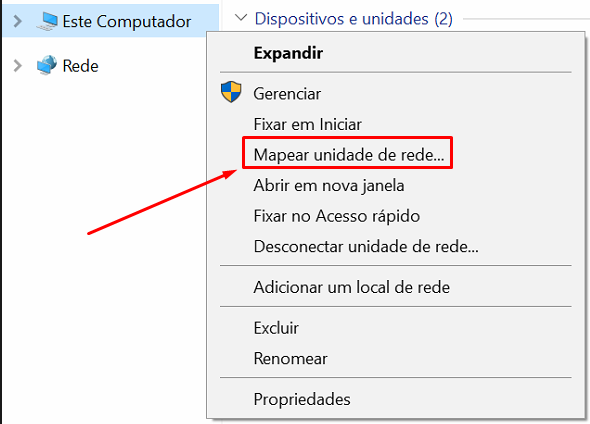 Este Computador
Dispositivos e unidades (2)
Rede
Expandir
Gerenciar
Fixar em Iniciar
Mapear unidade de rede...
Abrir em nova janela
Fixar no Acesso rápido
Desconectar unidade de rede...
Adicionar um local de rede
Excluir
Renomear
Propriedades